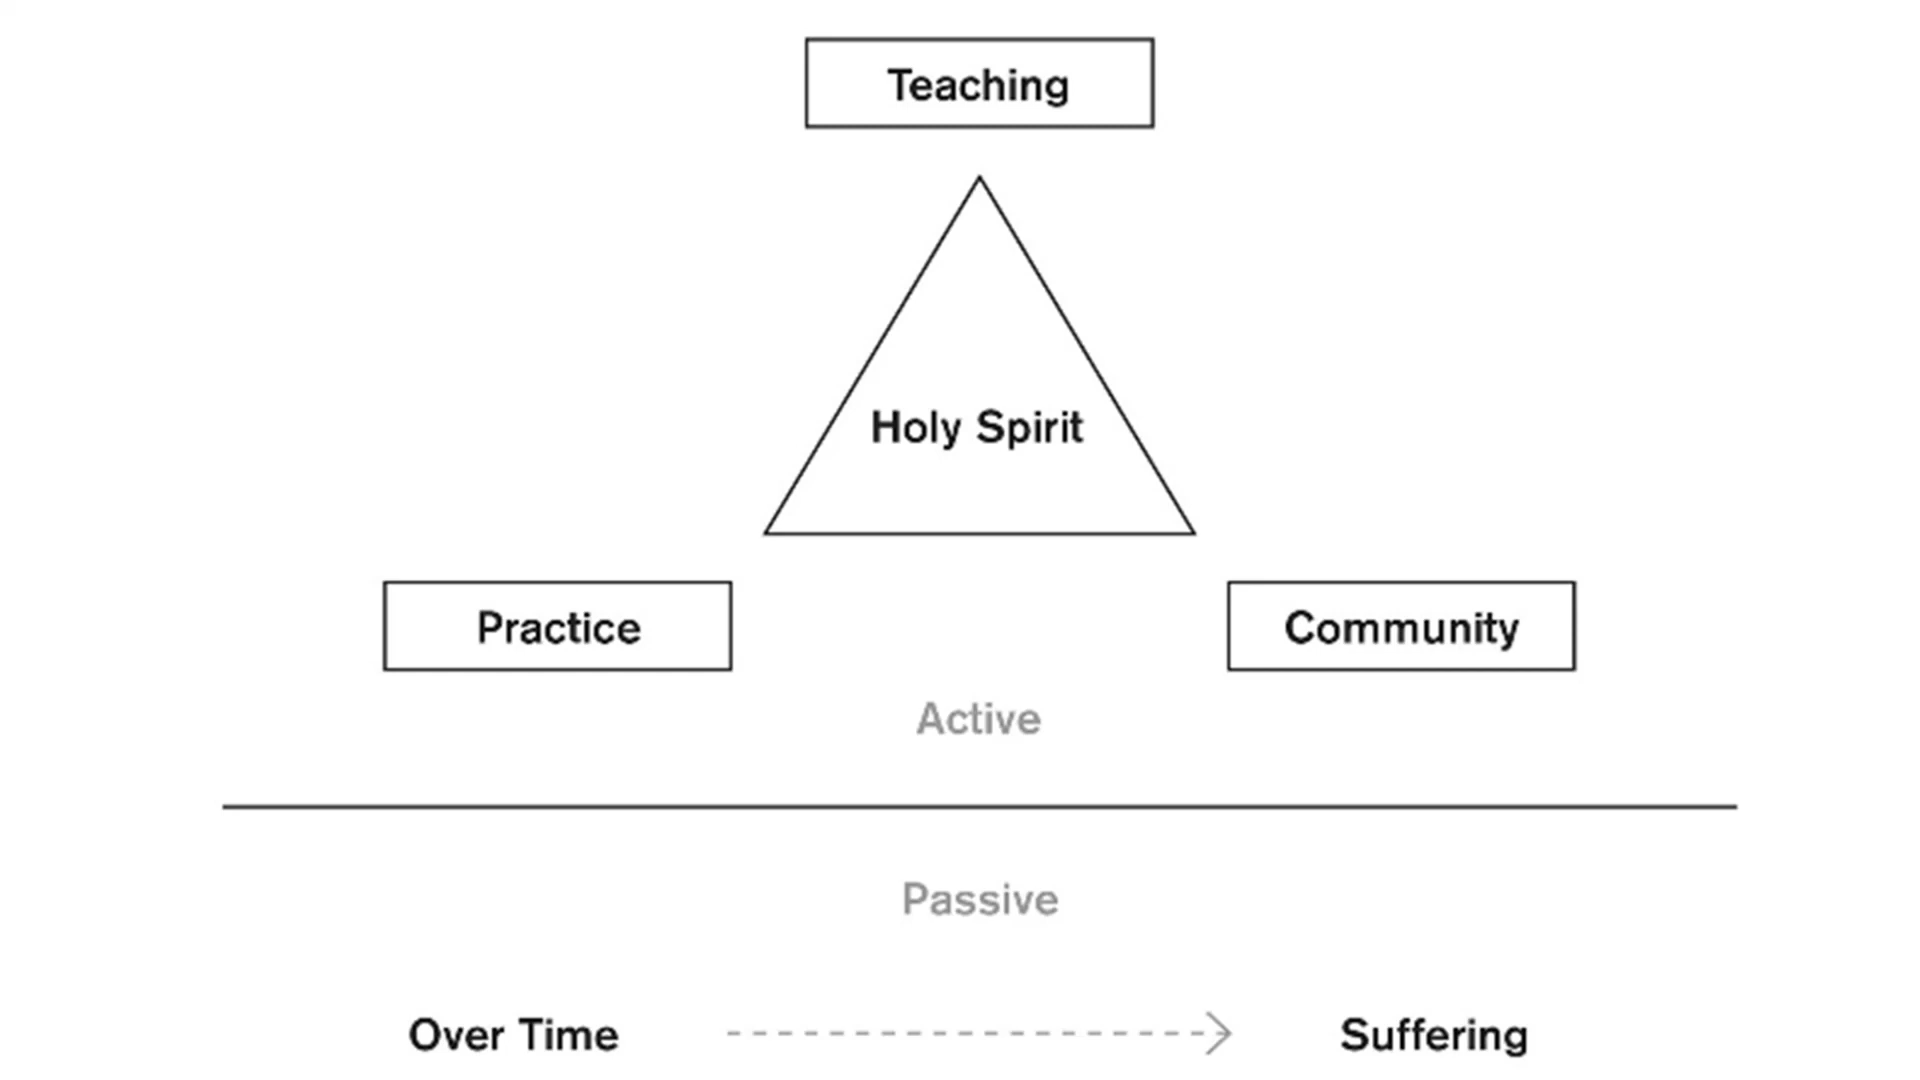 Teaching
Holy Spirit
Practice
Community
Active
Passive
Over Time
Suffering